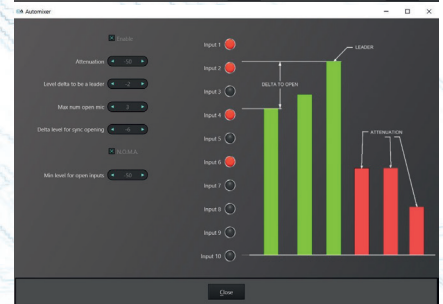 Automixer
Enable
Attenuation
-50
Level delta to be a leader
-2
Max num open mic
3
Delta level for sync opening
-6
N.O.M.A.
Min level for open inputs
-50
Input 1
Input 2
Input 3
Input 4
Input 5
Input 6
Input 7
Input 8
Input 9
Input 10
LEADER
DELTA TO OPEN
ATTENUATION
Close